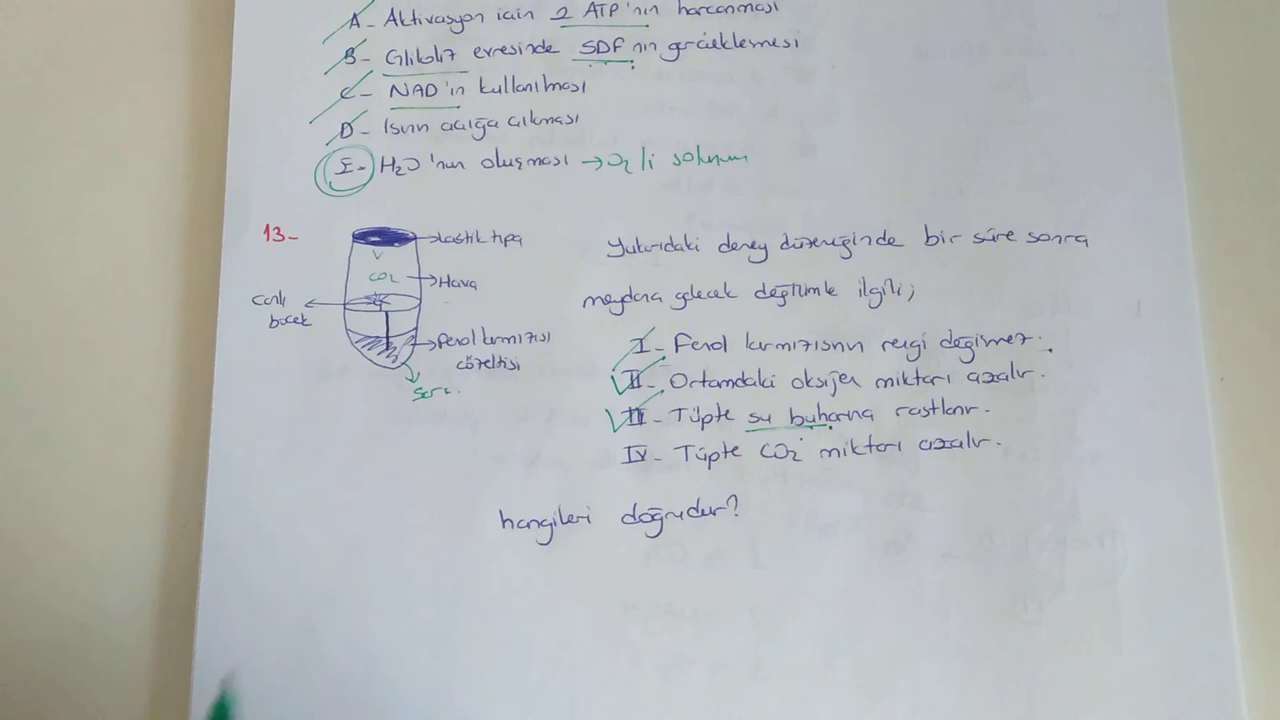 A- Aktivasyon için 2 ATP'nin harcanması
B- Glikoliz evresinde SDF'nin gerçekleşmesi
C- NAD'ın kullanılması
D- Isının açığa çıkması
E- H₂O'nun oluşması → O₂ li solunum
13-
Lastik tıpa
CO₂
Hava
Canlı
böcek
Fenol kırmızısı
çözeltisi
Sarı
Yukarıdaki deney düzeneğinde bir süre sonra
meydana gelecek değişimle ilgili;
I- Fenol kırmızısının rengi değişmez.
II- Ortamdaki oksijen miktarı azalır.
III- Tüpte su buharına rastlanır.
IV- Tüpte CO₂ miktarı azalır.
hangileri doğrudur?